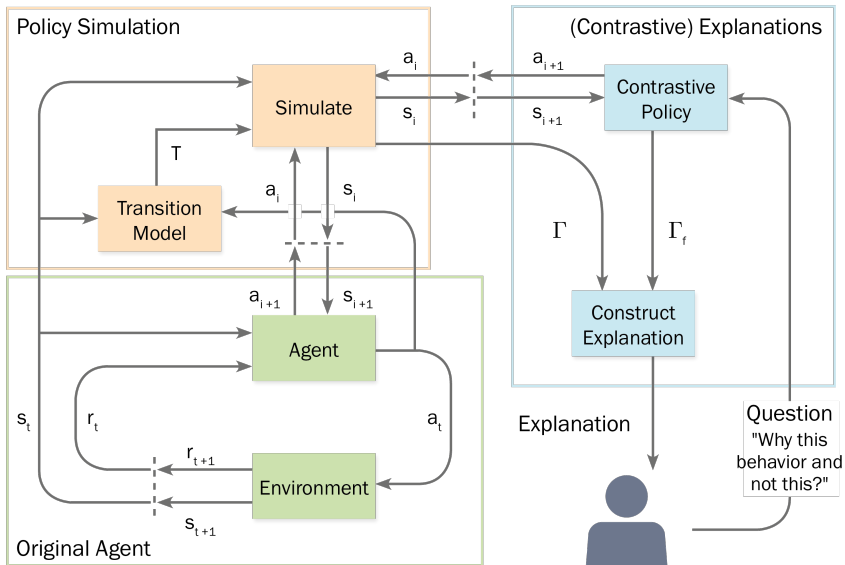 Policy Simulation
(Contrastive) Explanations
a_i
a_i+1
Simulate
Contrastive
Policy
s_i
s_i+1
T
a_i
s_i
Transition
Model
Γ
Γ_f
a_i+1
s_i+1
Construct
Explanation
Agent
s_t
r_t
a_t
Explanation
Question
"Why this
behavior and
not this?"
r_t+1
Environment
s_t+1
Original Agent